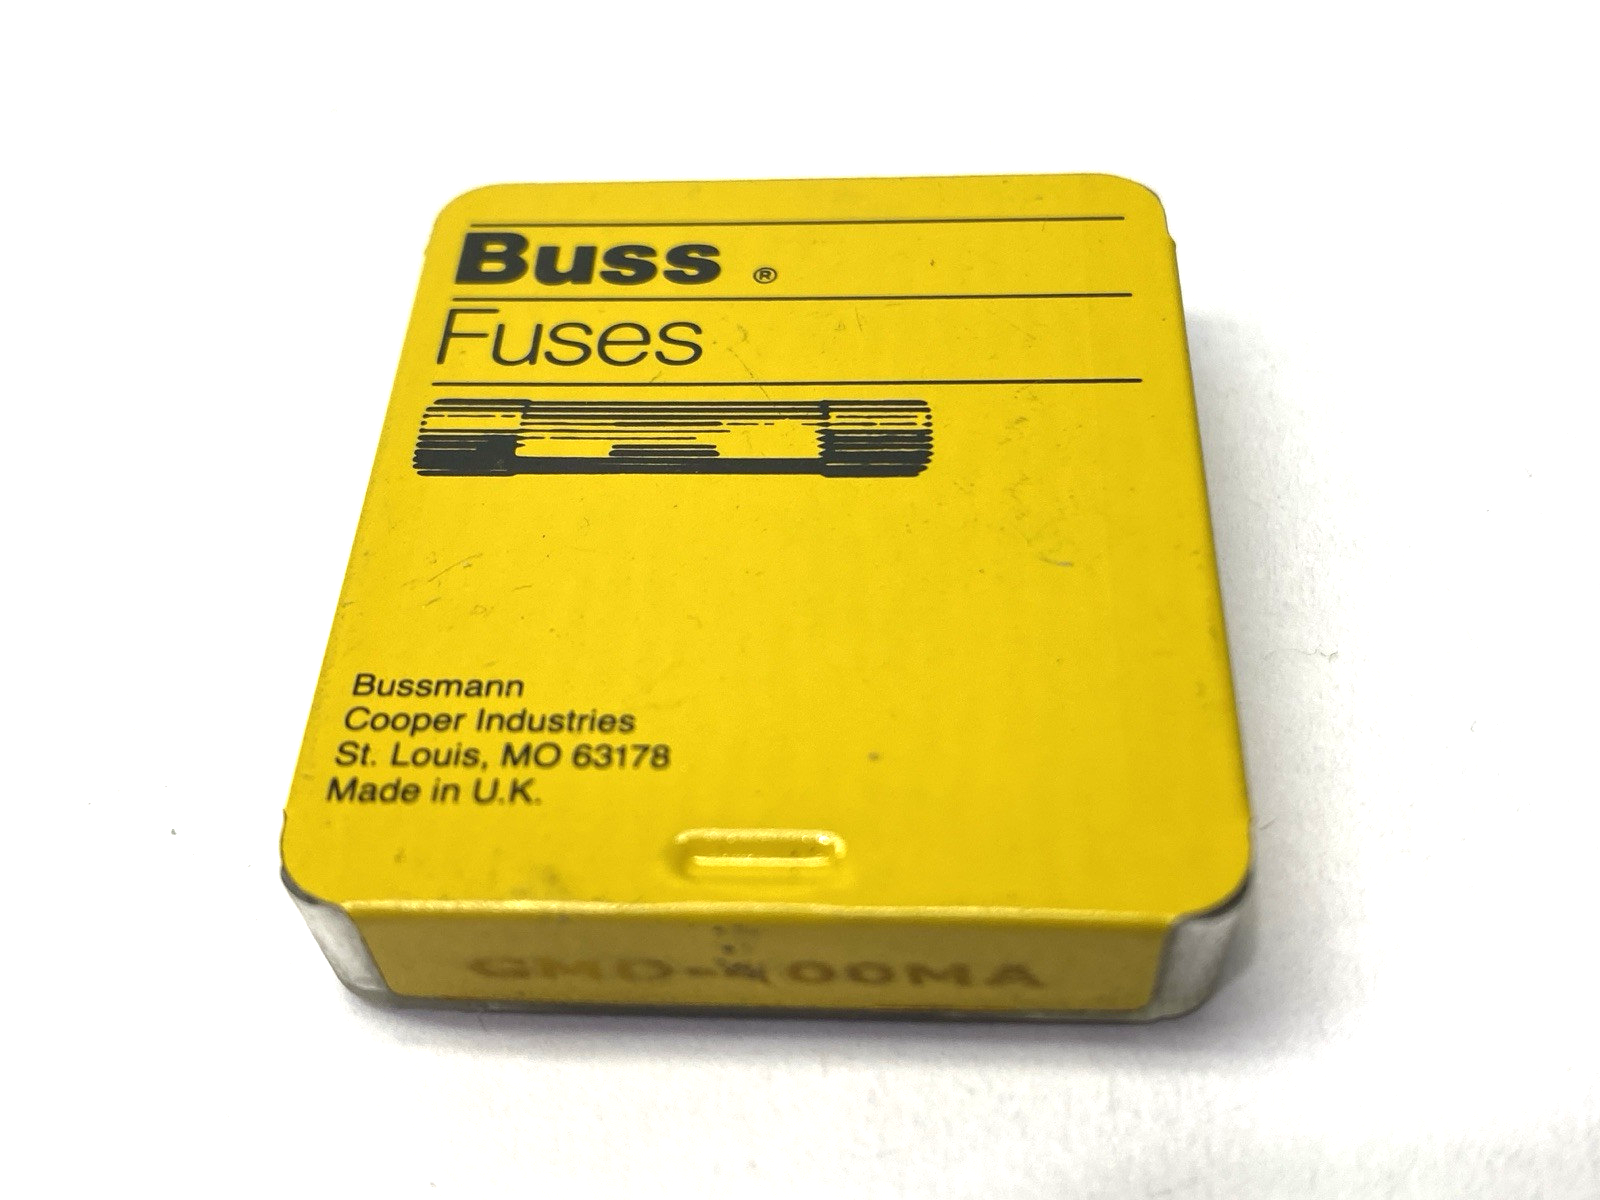 Buss ®
Fuses
Bussmann
Cooper Industries
St. Louis, MO 63178
Made in U.K.